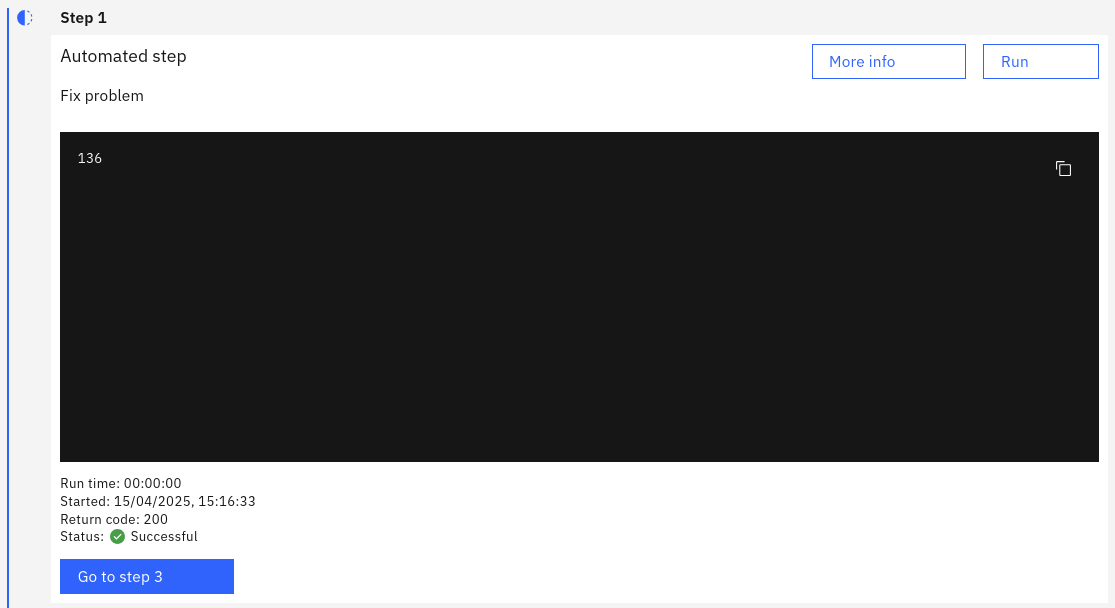 Step 1
Automated step
More info
Run
Fix problem
136
Run time: 00:00:00
Started: 15/04/2025, 15:16:33
Return code: 200
Status: Successful
Go to step 3